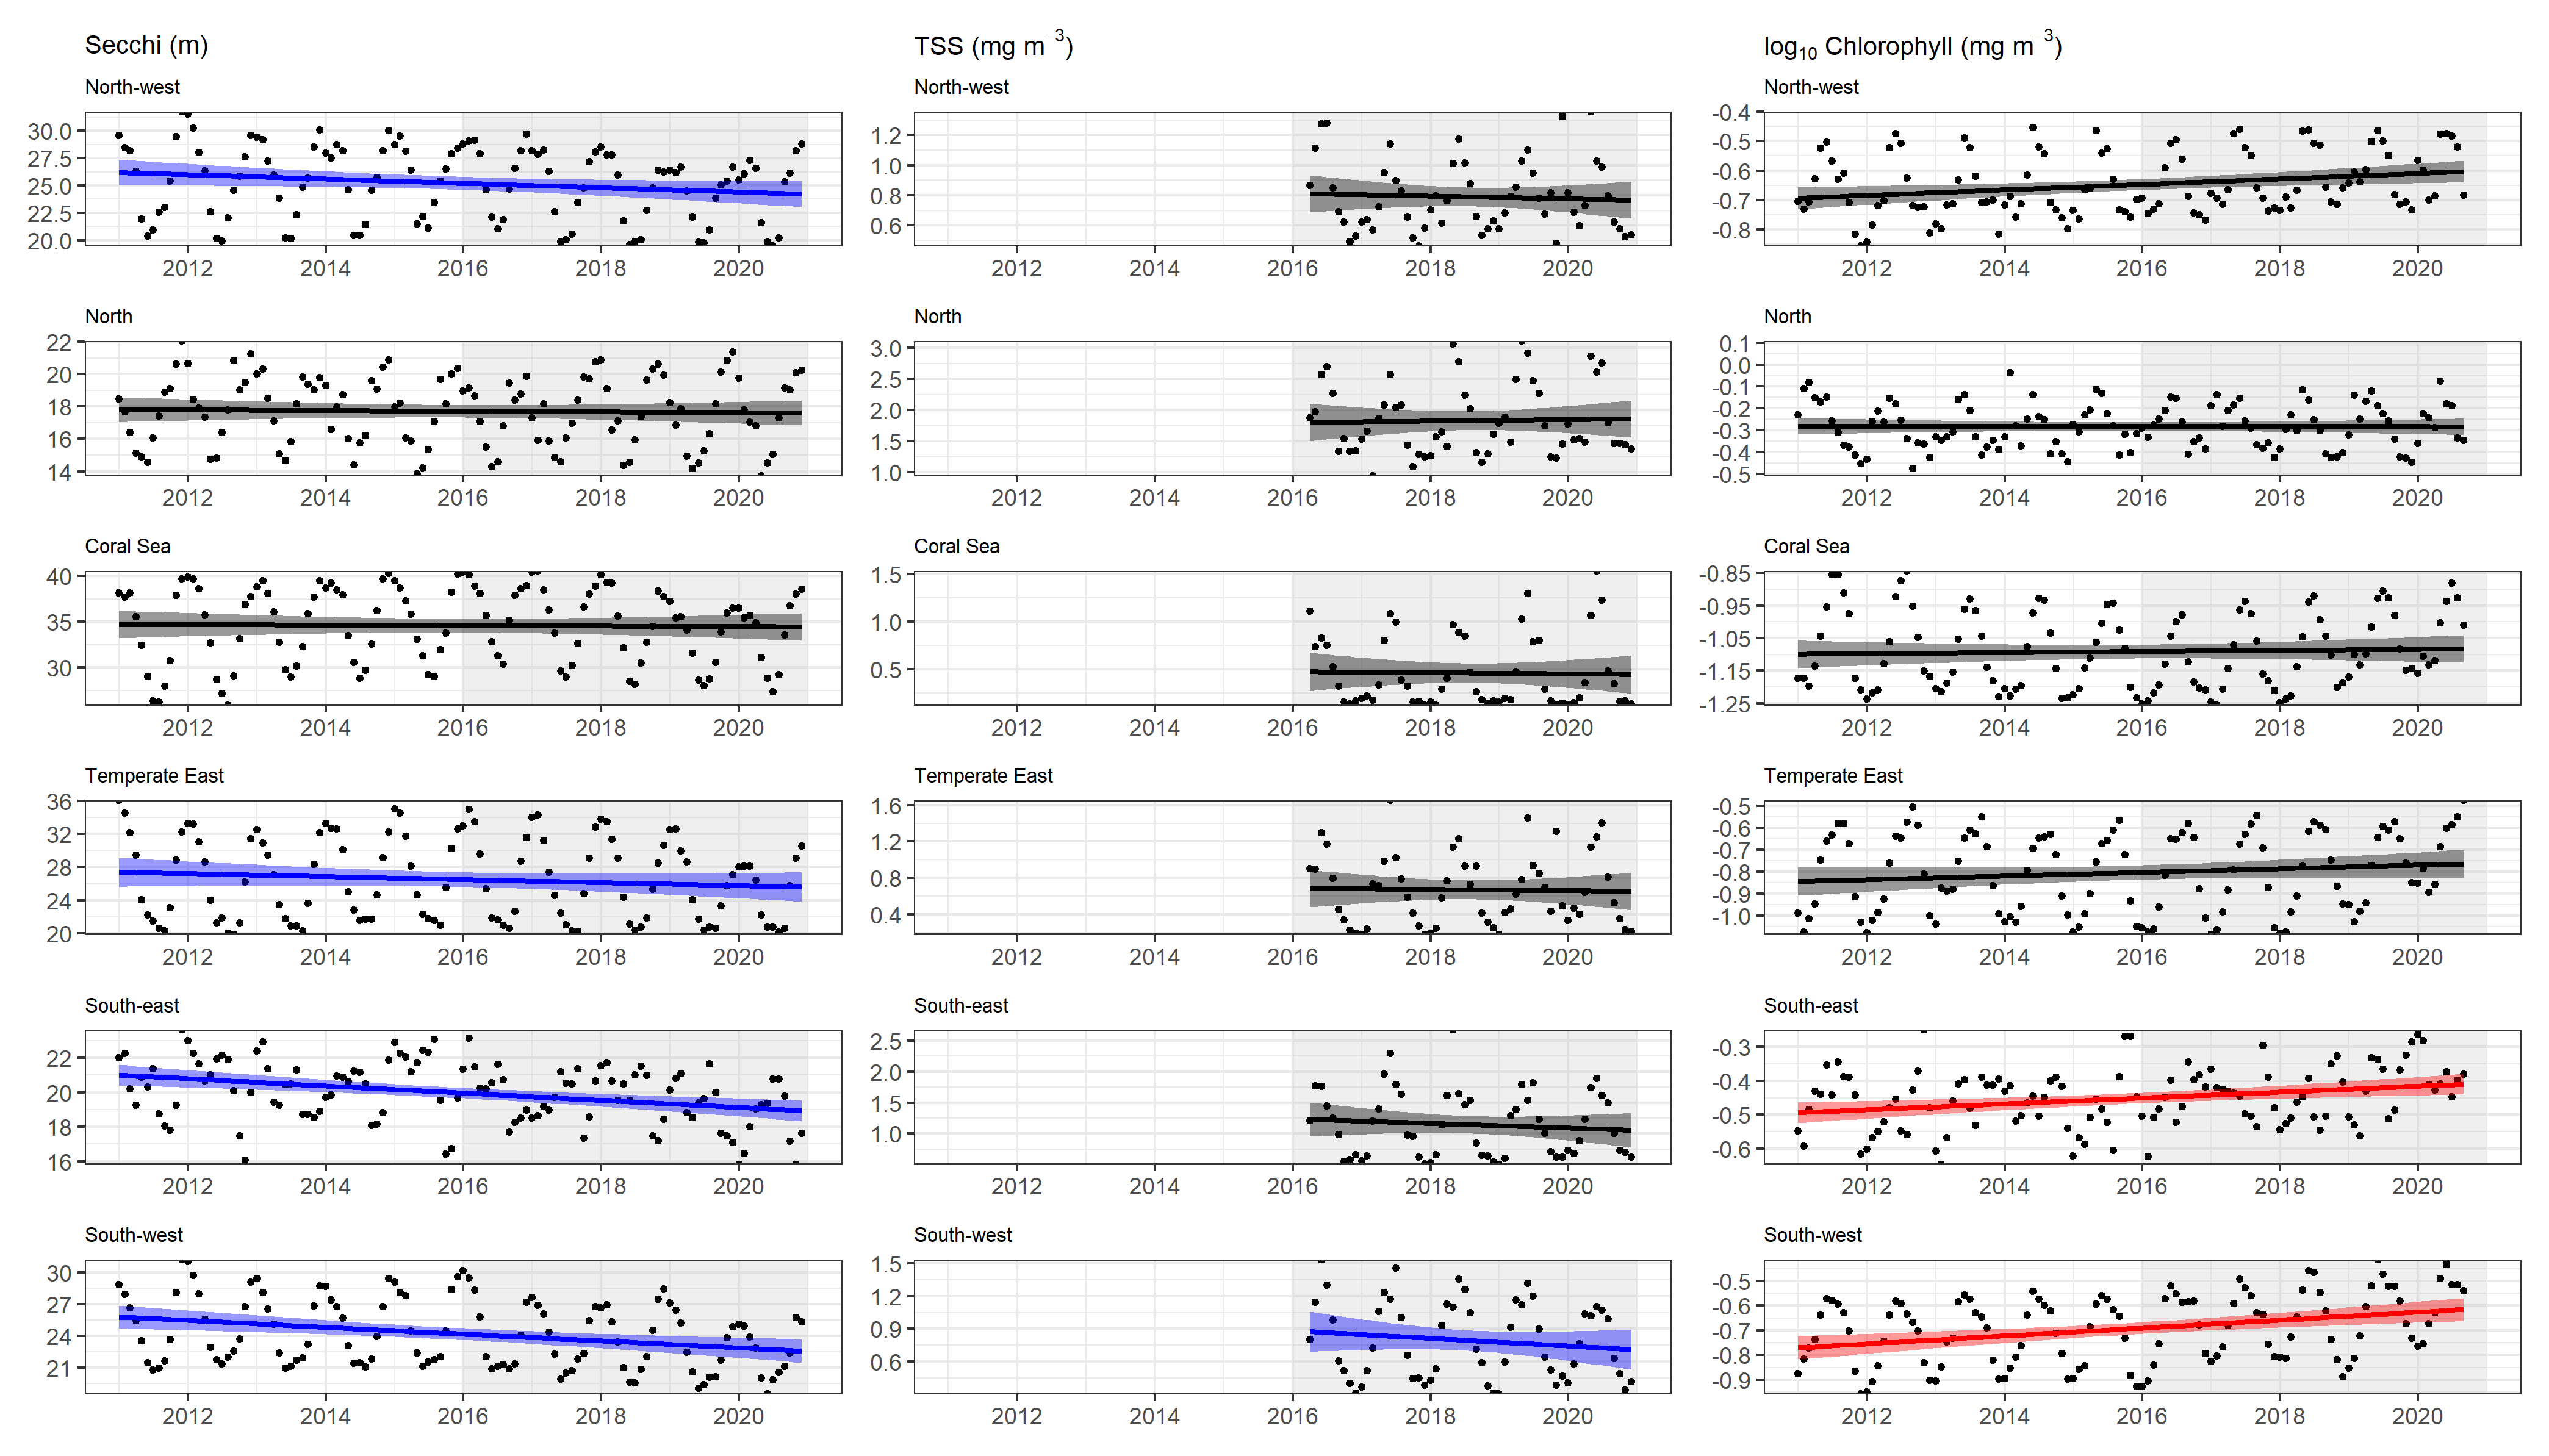 Secchi (m) TSS (mg m⁻³) log₁₀ Chlorophyll (mg m⁻³)
North-west North-west North-west
30.0 1.2 -0.4
27.5 1.0 -0.5
25.0 0.8 -0.6
22.5 0.6 -0.7
20.0 -0.8
2012 2014 2016 2018 2020 2012 2014 2016 2018 2020 2012 2014 2016 2018 2020
North North North
22 3.0 0.1
20 2.5 0.0
18 2.0 -0.1
16 1.5 -0.2
14 1.0 -0.3
-0.4
-0.5
2012 2014 2016 2018 2020 2012 2014 2016 2018 2020 2012 2014 2016 2018 2020
Coral Sea Coral Sea Coral Sea
40 1.5 -0.85
35 1.0 -0.95
30 0.5 -1.05
-1.15
-1.25
2012 2014 2016 2018 2020 2012 2014 2016 2018 2020 2012 2014 2016 2018 2020
Temperate East Temperate East Temperate East
36 1.6 -0.5
32 1.2 -0.6
28 0.8 -0.7
24 0.4 -0.8
20 -0.9
-1.0
2012 2014 2016 2018 2020 2012 2014 2016 2018 2020 2012 2014 2016 2018 2020
South-east South-east South-east
22 2.5 -0.3
20 2.0 -0.4
18 1.5 -0.5
16 1.0 -0.6
2012 2014 2016 2018 2020 2012 2014 2016 2018 2020 2012 2014 2016 2018 2020
South-west South-west South-west
30 1.5 -0.5
27 1.2 -0.6
24 0.9 -0.7
21 0.6 -0.8
-0.9
2012 2014 2016 2018 2020 2012 2014 2016 2018 2020 2012 2014 2016 2018 2020